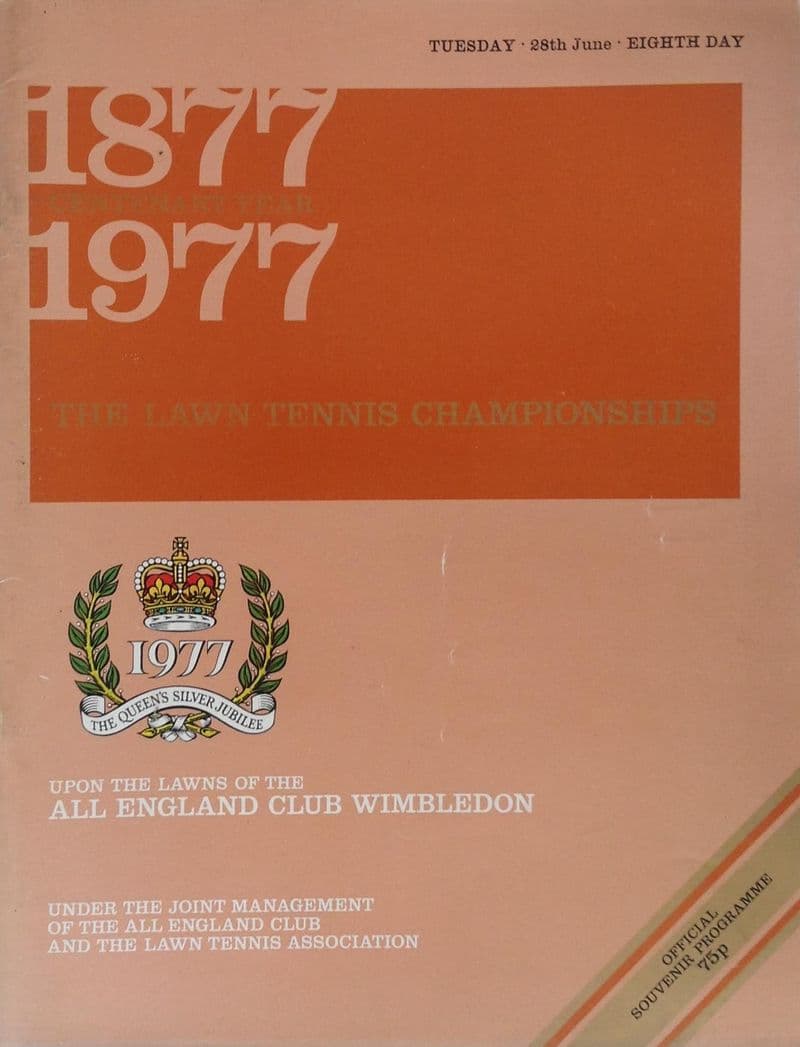 TUESDAY · 28th June · EIGHTH DAY
1877
CENTENARY YEAR
1977
THE LAWN TENNIS CHAMPIONSHIPS
1977
THE QUEEN'S SILVER JUBILEE
UPON THE LAWNS OF THE
ALL ENGLAND CLUB WIMBLEDON
UNDER THE JOINT MANAGEMENT
OF THE ALL ENGLAND CLUB
AND THE LAWN TENNIS ASSOCIATION
OFFICIAL
SOUVENIR PROGRAMME
75p